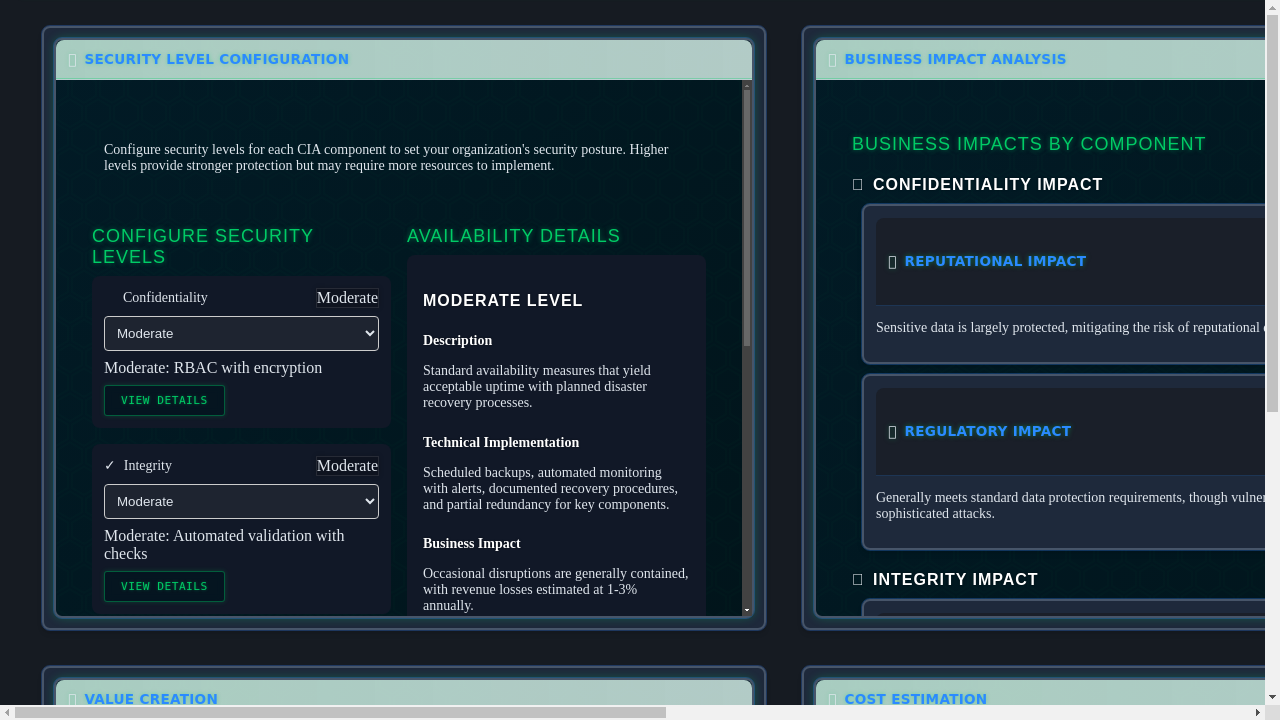 SECURITY LEVEL CONFIGURATION
Configure security levels for each CIA component to set your organization's security posture. Higher
levels provide stronger protection but may require more resources to implement.
CONFIGURE SECURITY
LEVELS
Confidentiality
Moderate
Moderate
Moderate: RBAC with encryption
VIEW DETAILS
✓ Integrity
Moderate
Moderate
Moderate: Automated validation with
checks
VIEW DETAILS
AVAILABILITY DETAILS
MODERATE LEVEL
Description
Standard availability measures that yield
acceptable uptime with planned disaster
recovery processes.
Technical Implementation
Scheduled backups, automated monitoring
with alerts, documented recovery procedures,
and partial redundancy for key components.
Business Impact
Occasional disruptions are generally contained,
with revenue losses estimated at 1-3%
annually.
BUSINESS IMPACT ANALYSIS
BUSINESS IMPACTS BY COMPONENT
CONFIDENTIALITY IMPACT
REPUTATIONAL IMPACT
Sensitive data is largely protected, mitigating the risk of reputational
REGULATORY IMPACT
Generally meets standard data protection requirements, though
sophisticated attacks.
INTEGRITY IMPACT
VALUE CREATION
COST ESTIMATION